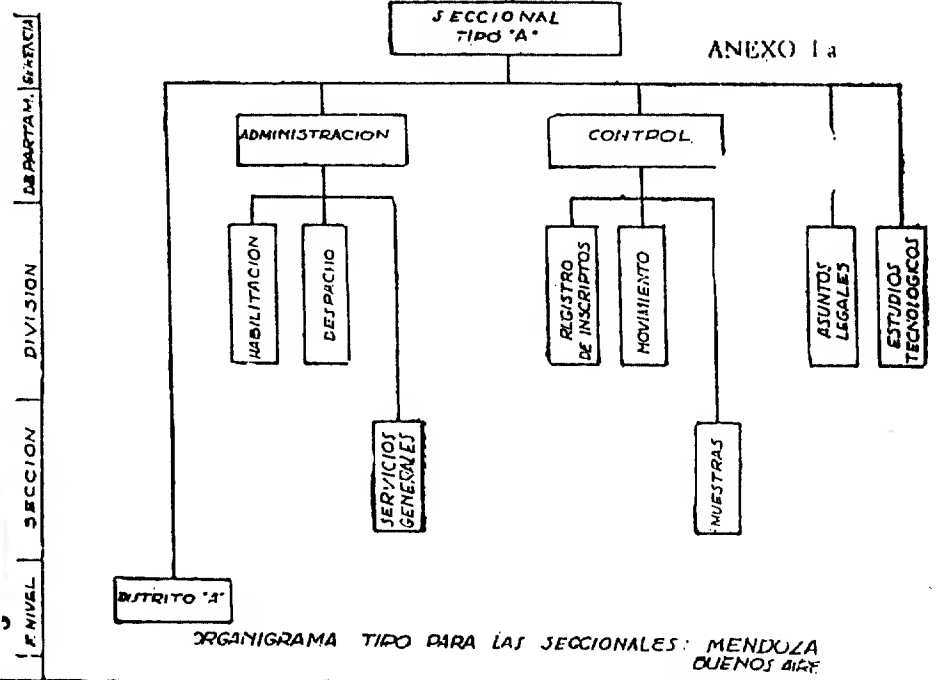 SECCIONAL
TIPO "A"
ANEXO I a
GERENCIA
DEPARTAM.
DIVISION
SECCION
F. NIVEL
ADMINISTRACION
CONTROL
HABILITACION
DESPACHO
SERVICIOS
GENERALES
REGISTRO
DE INSCRIPTOS
MOVIMIENTO
MUESTRAS
ASUNTOS
LEGALES
ESTUDIOS
TECNOLOGICOS
DISTRITO "A"
ORGANIGRAMA TIPO PARA LAS SECCIONALES: MENDOZA
BUENOS AIRE